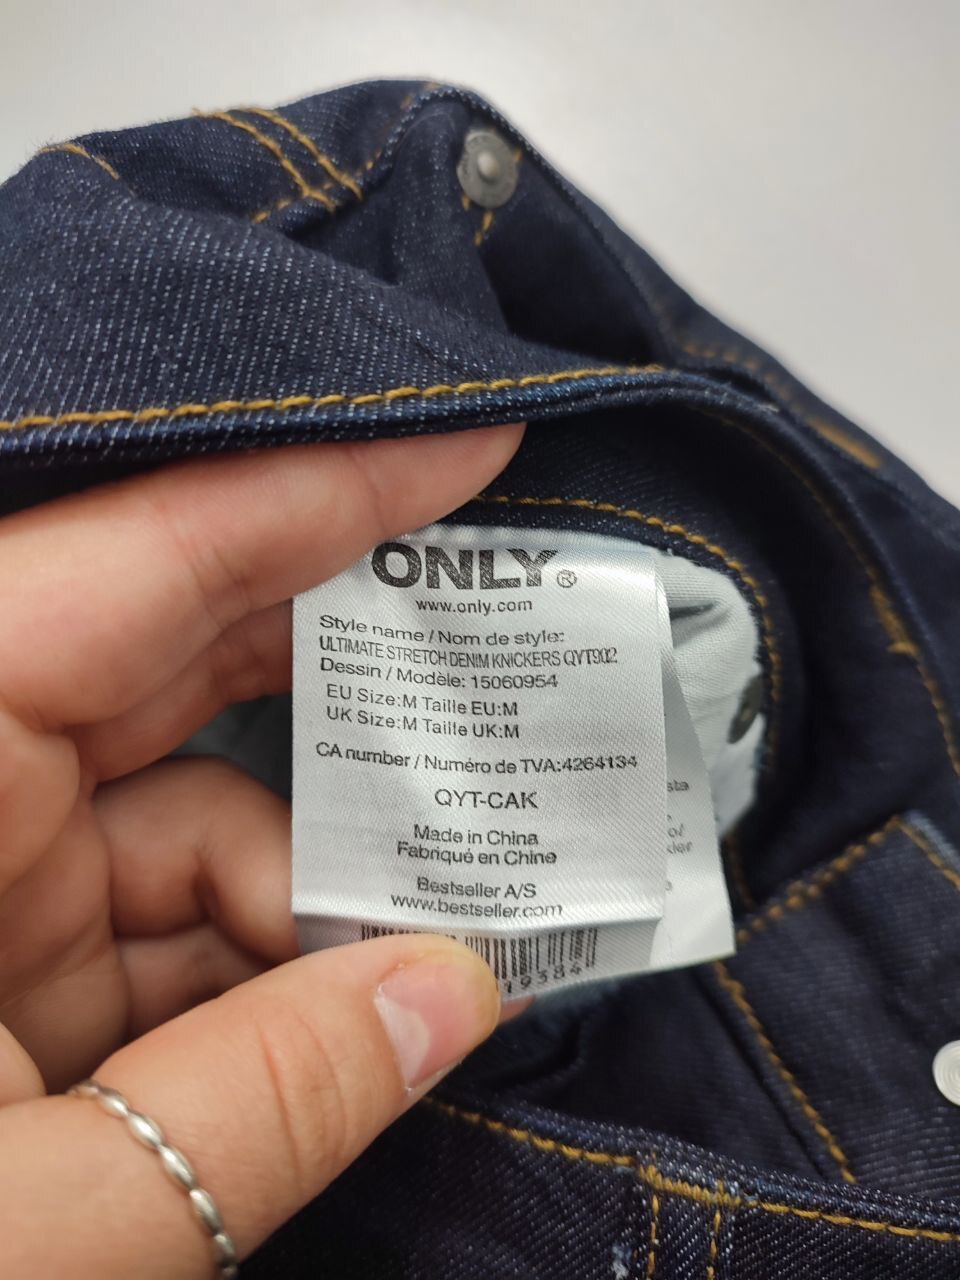 ONLY®
www.only.com
Style name / Nom de style:
ULTIMATE STRETCH DENIM KNICKERS QYT902
Dessin / Modèle: 15060954
EU Size:M Taille EU:M
UK Size:M Taille UK:M
CA number / Numéro de TVA:4264134
QYT-CAK
Made in China
Fabriqué en Chine
Bestseller A/S
www.bestseller.com
19384